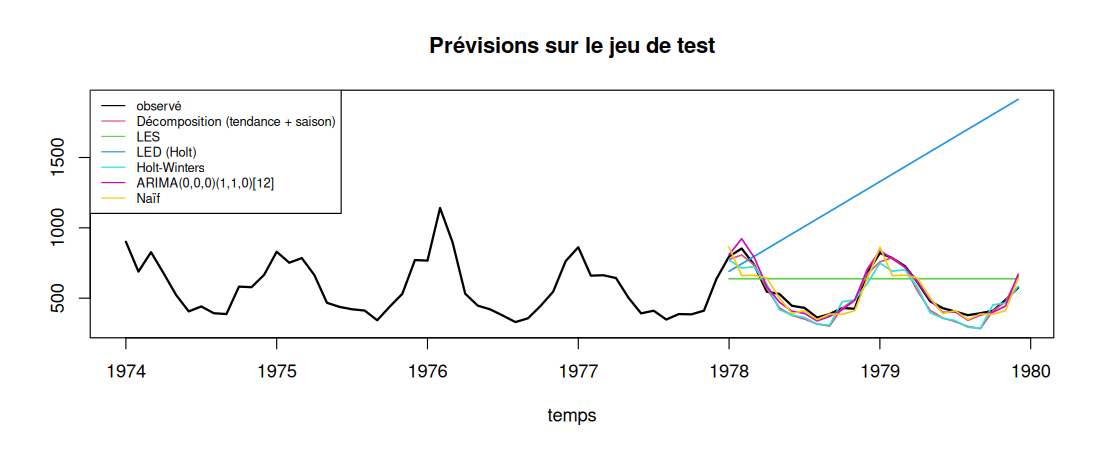 Prévisions sur le jeu de test
observé
Décomposition (tendance + saison)
LES
LED (Holt)
Holt-Winters
ARIMA(0,0,0)(1,1,0)[12]
Naïf
1500
1000
500
1974 1975 1976 1977 1978 1979 1980
temps